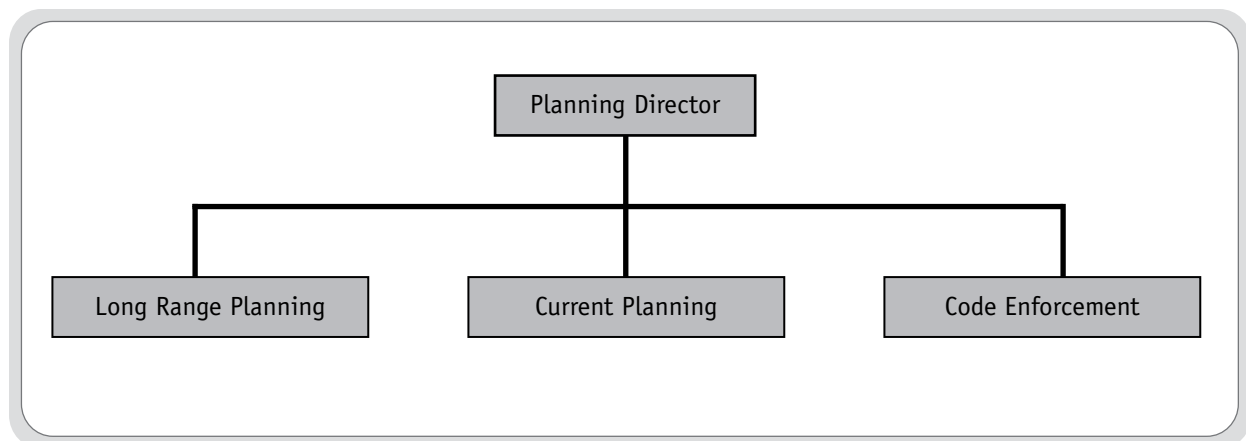 Planning Director
Long Range Planning
Current Planning
Code Enforcement